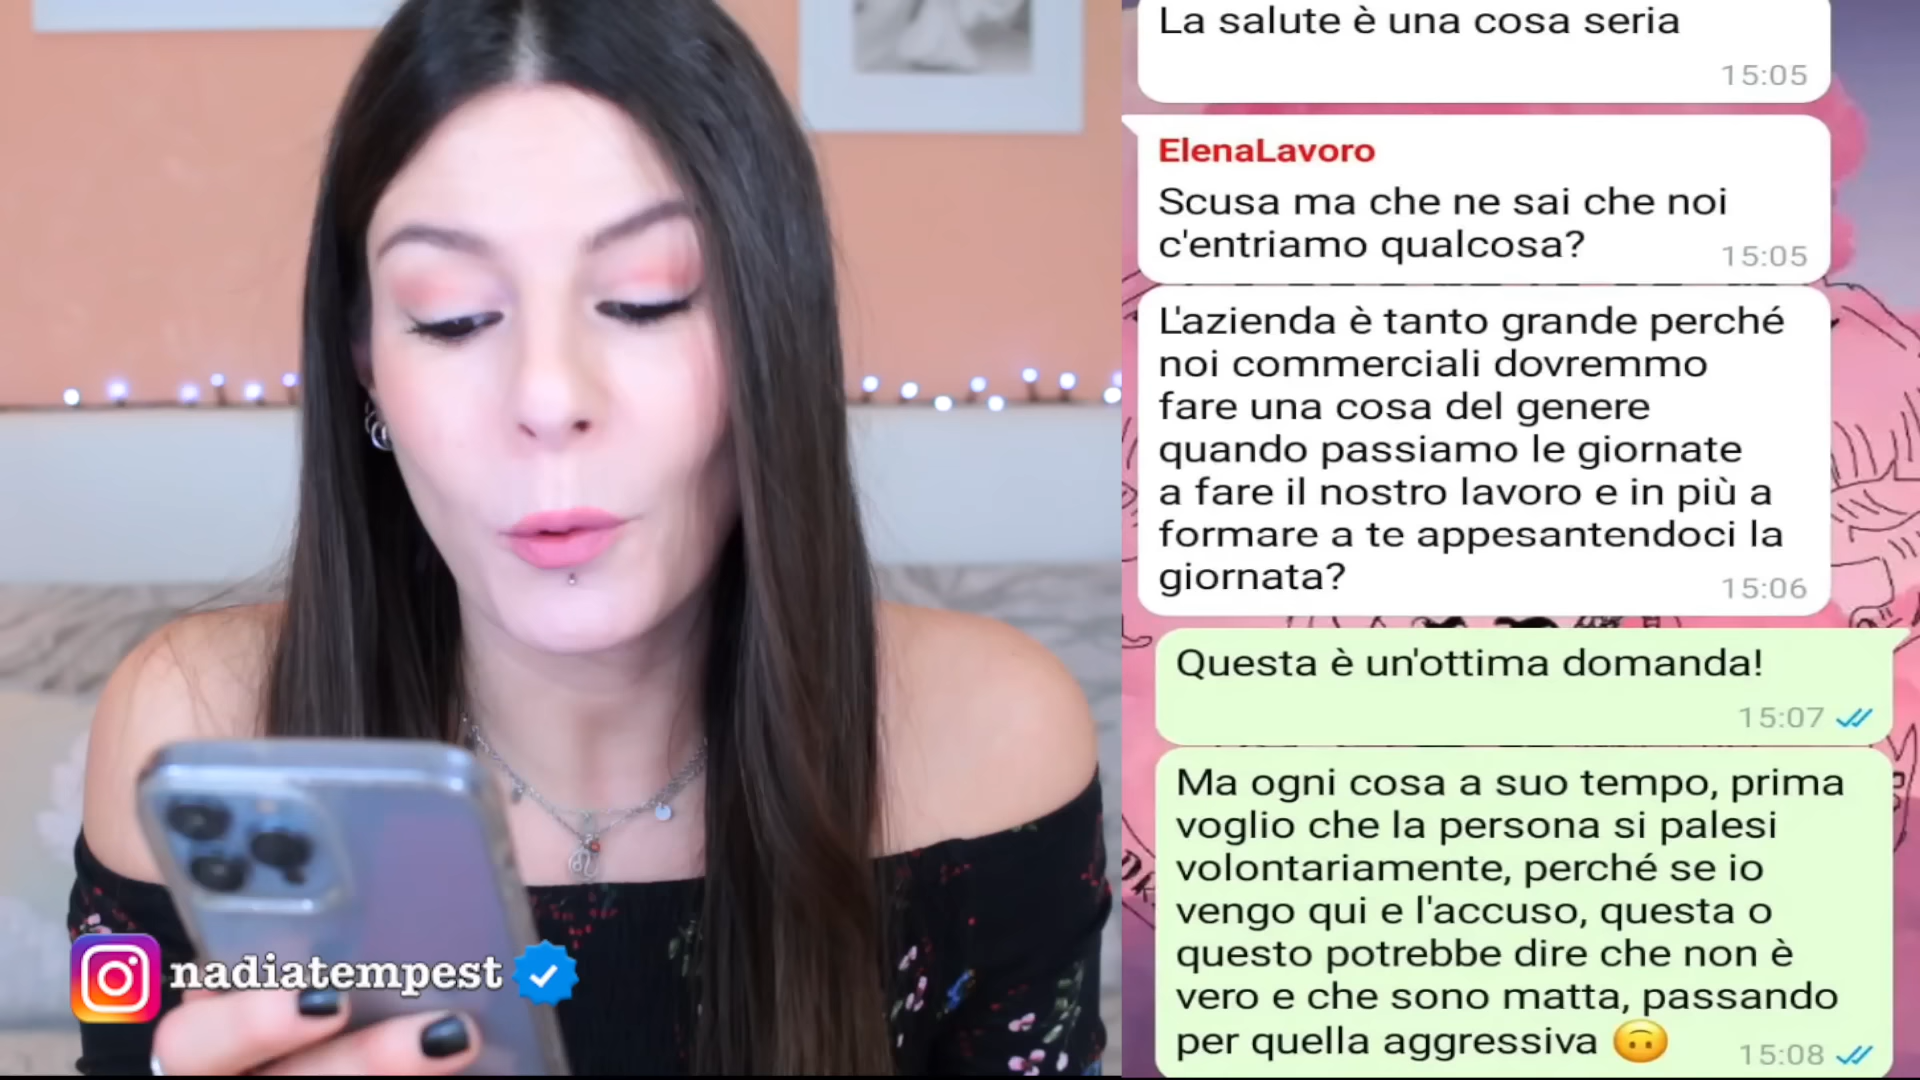 La salute è una cosa seria
15:05
ElenaLavoro
Scusa ma che ne sai che noi
c'entriamo qualcosa?
15:05
L'azienda è tanto grande perché
noi commerciali dovremmo
fare una cosa del genere
quando passiamo le giornate
a fare il nostro lavoro e in più a
formare a te appesantendoci la
giornata?
15:06
Questa è un'ottima domanda!
15:07
Ma ogni cosa a suo tempo, prima
voglio che la persona si palesi
volontariamente, perché se io
vengo qui e l'accuso, questa o
questo potrebbe dire che non è
vero e che sono matta, passando
per quella aggressiva 🙃
15:08
nadiatempest